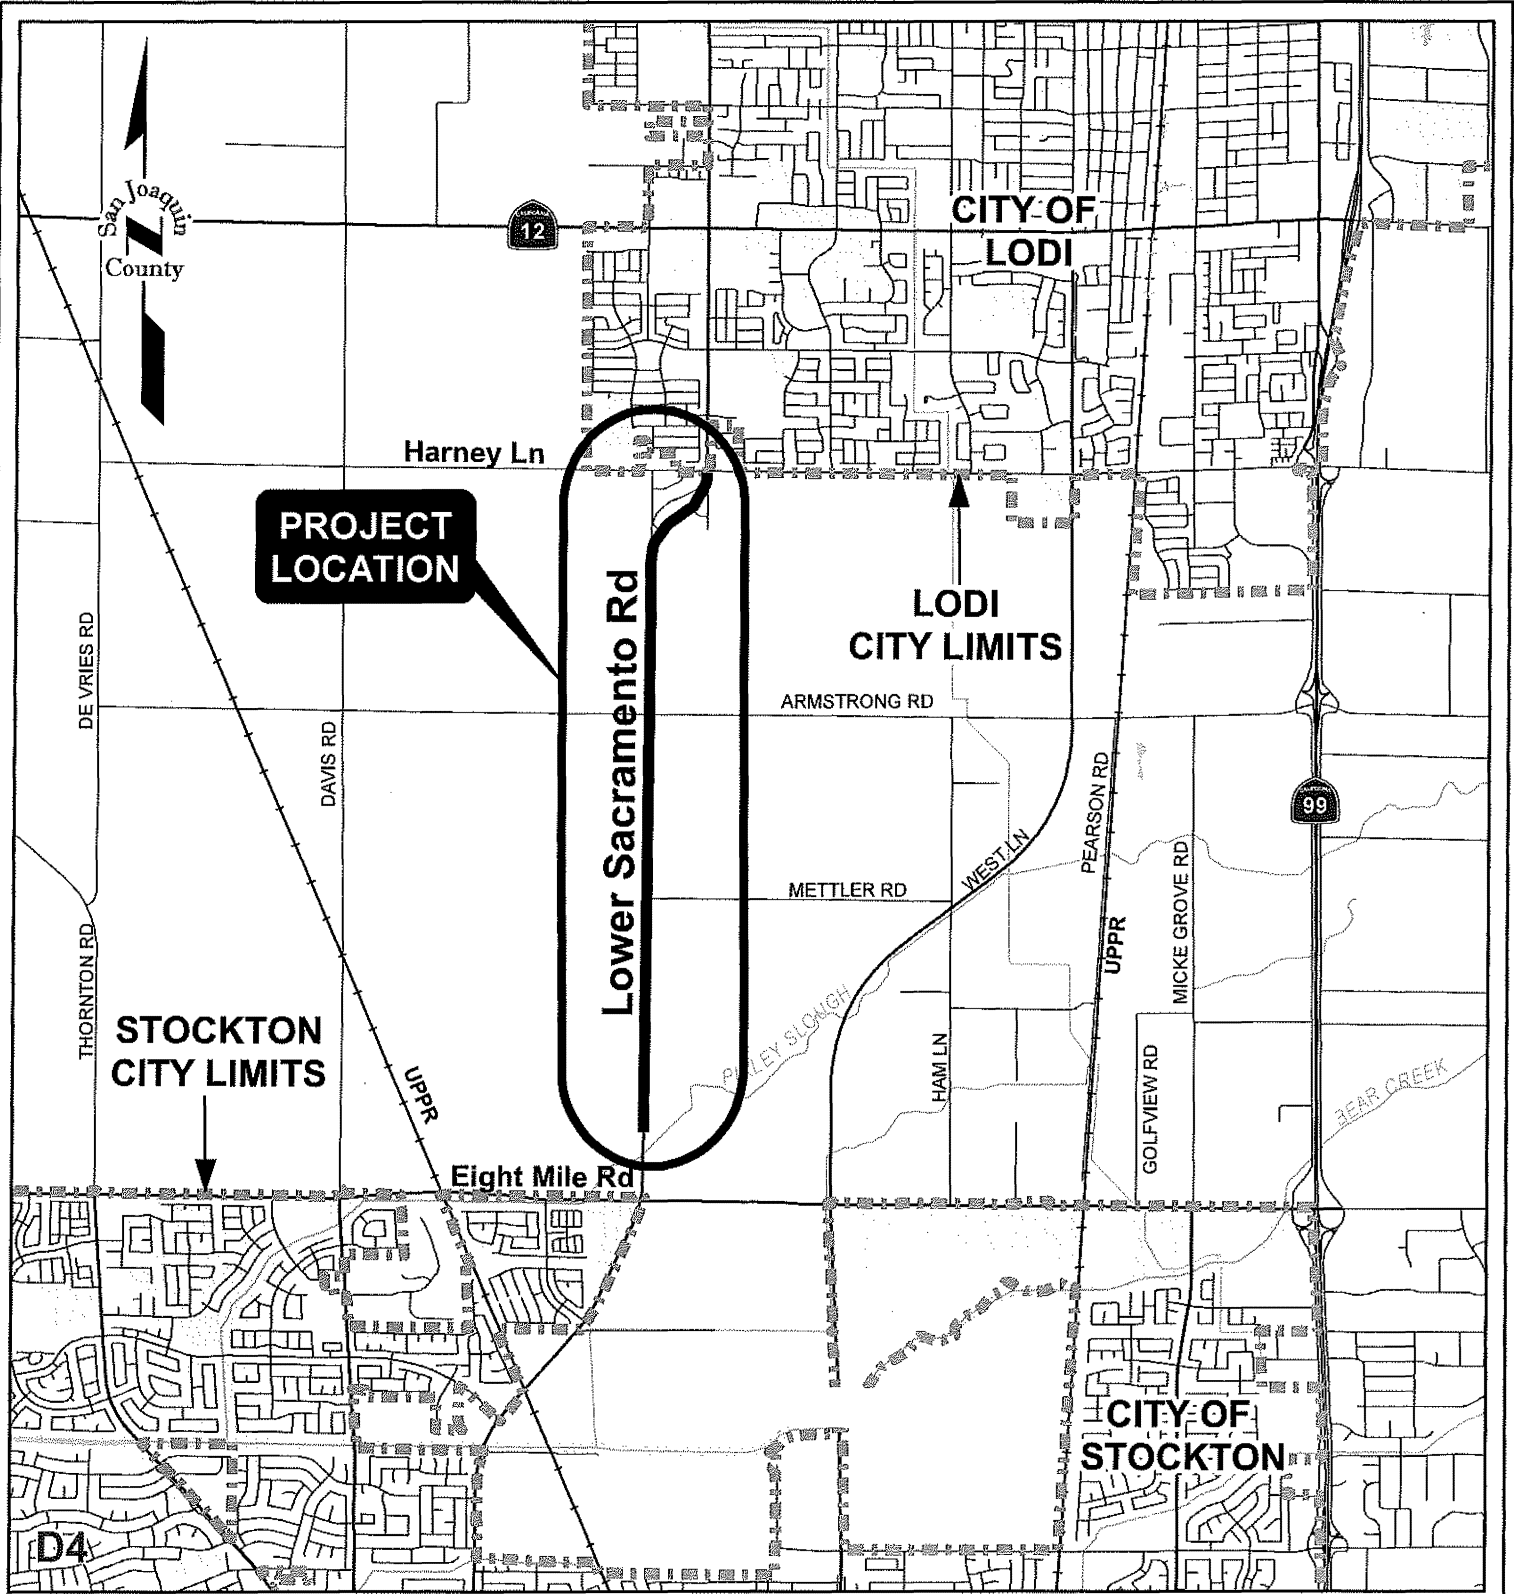 San Joaquin
County
12
CITY OF
LODI
Harney Ln
PROJECT
LOCATION
LODI
CITY LIMITS
Lower Sacramento Rd
DE VRIES RD
DAVIS RD
ARMSTRONG RD
PEARSON RD
99
WEST LN
METTLER RD
MICKE GROVE RD
UPPR
THORNTON RD
STOCKTON
CITY LIMITS
UPPR
PIXLEY SLOUGH
HAM LN
GOLFVIEW RD
BEAR CREEK
Eight Mile Rd
CITY OF
STOCKTON
D4